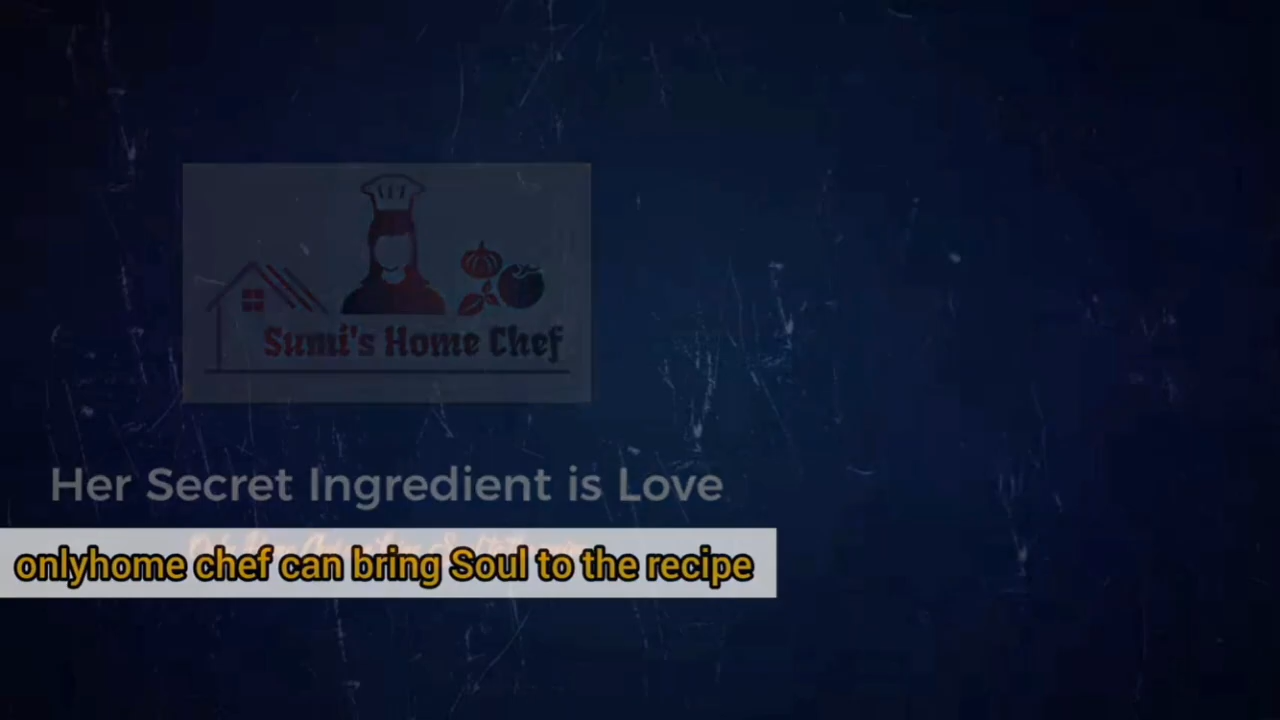 Sumi's Home Chef
Her Secret Ingredient is Love
onlyhome chef can bring Soul to the recipe